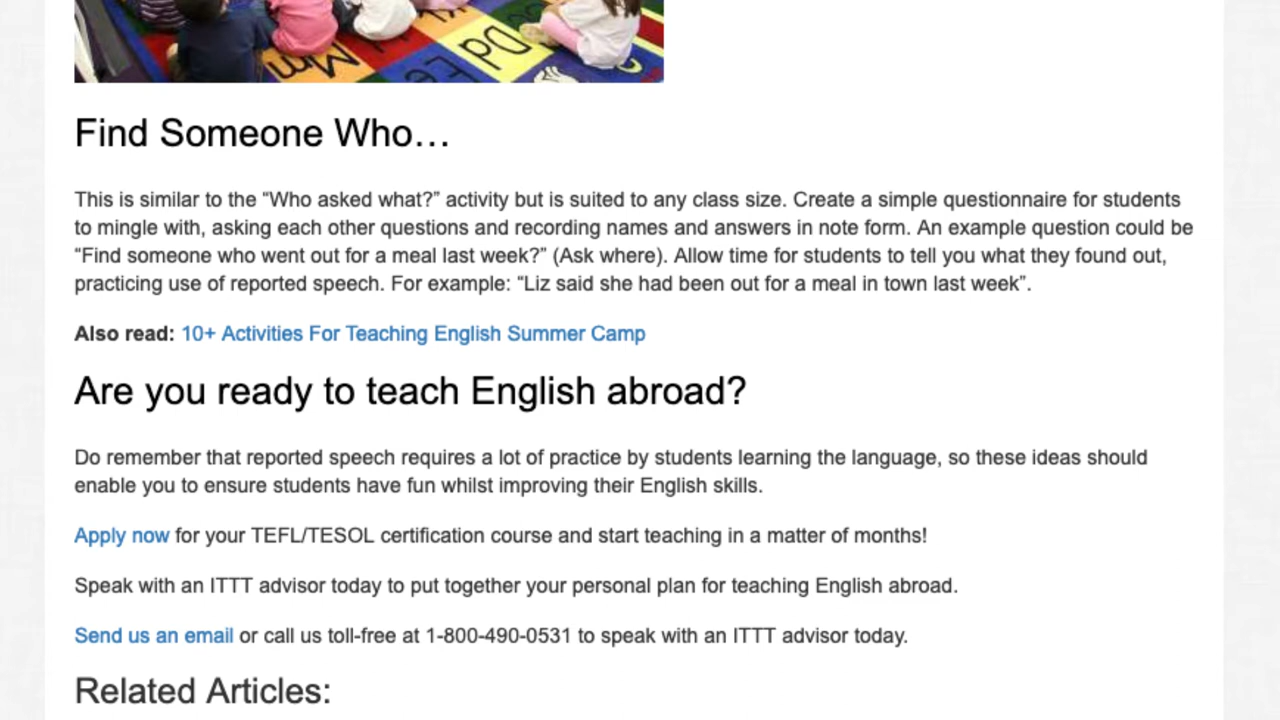 Mm
Dd
Find Someone Who…
This is similar to the “Who asked what?” activity but is suited to any class size. Create a simple questionnaire for students
to mingle with, asking each other questions and recording names and answers in note form. An example question could be
“Find someone who went out for a meal last week?” (Ask where). Allow time for students to tell you what they found out,
practicing use of reported speech. For example: “Liz said she had been out for a meal in town last week”.
Also read: 10+ Activities For Teaching English Summer Camp
Are you ready to teach English abroad?
Do remember that reported speech requires a lot of practice by students learning the language, so these ideas should
enable you to ensure students have fun whilst improving their English skills.
Apply now for your TEFL/TESOL certification course and start teaching in a matter of months!
Speak with an ITTT advisor today to put together your personal plan for teaching English abroad.
Send us an email or call us toll-free at 1-800-490-0531 to speak with an ITTT advisor today.
Related Articles: